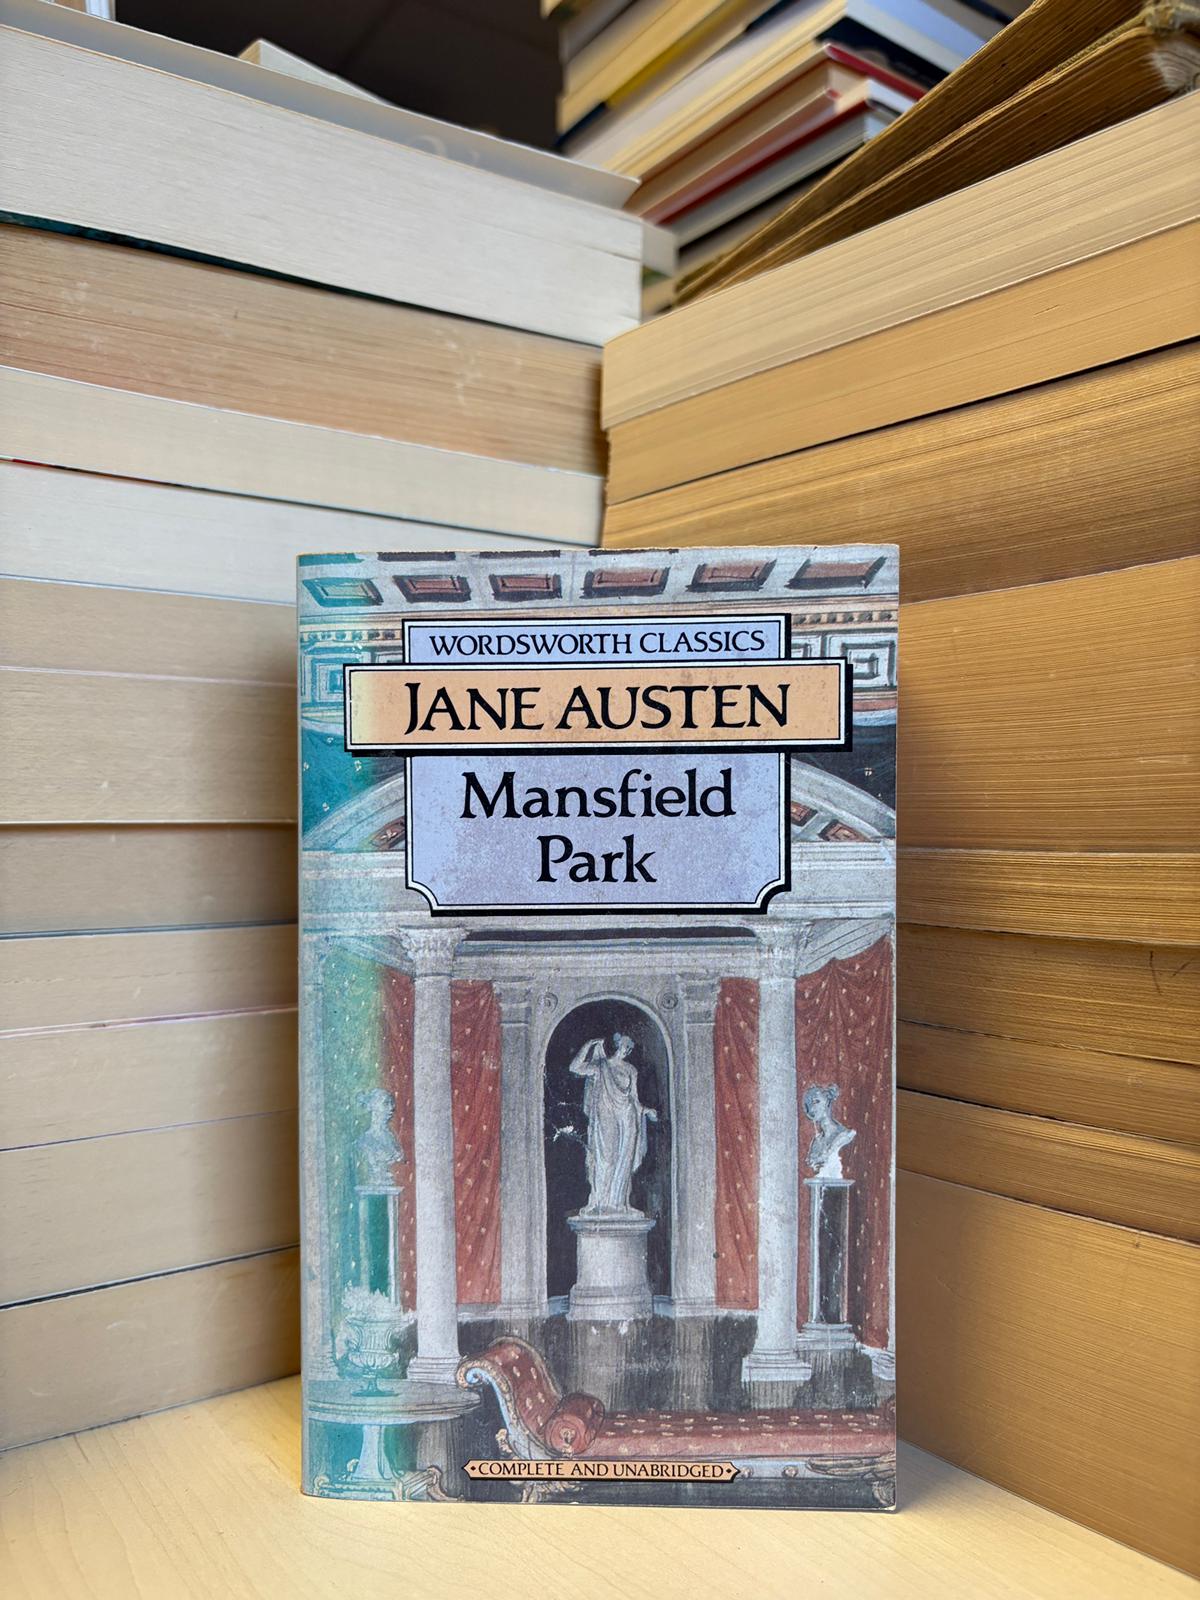 WORDSWORTH CLASSICS
JANE AUSTEN
Mansfield
Park
COMPLETE AND UNABRIDGED